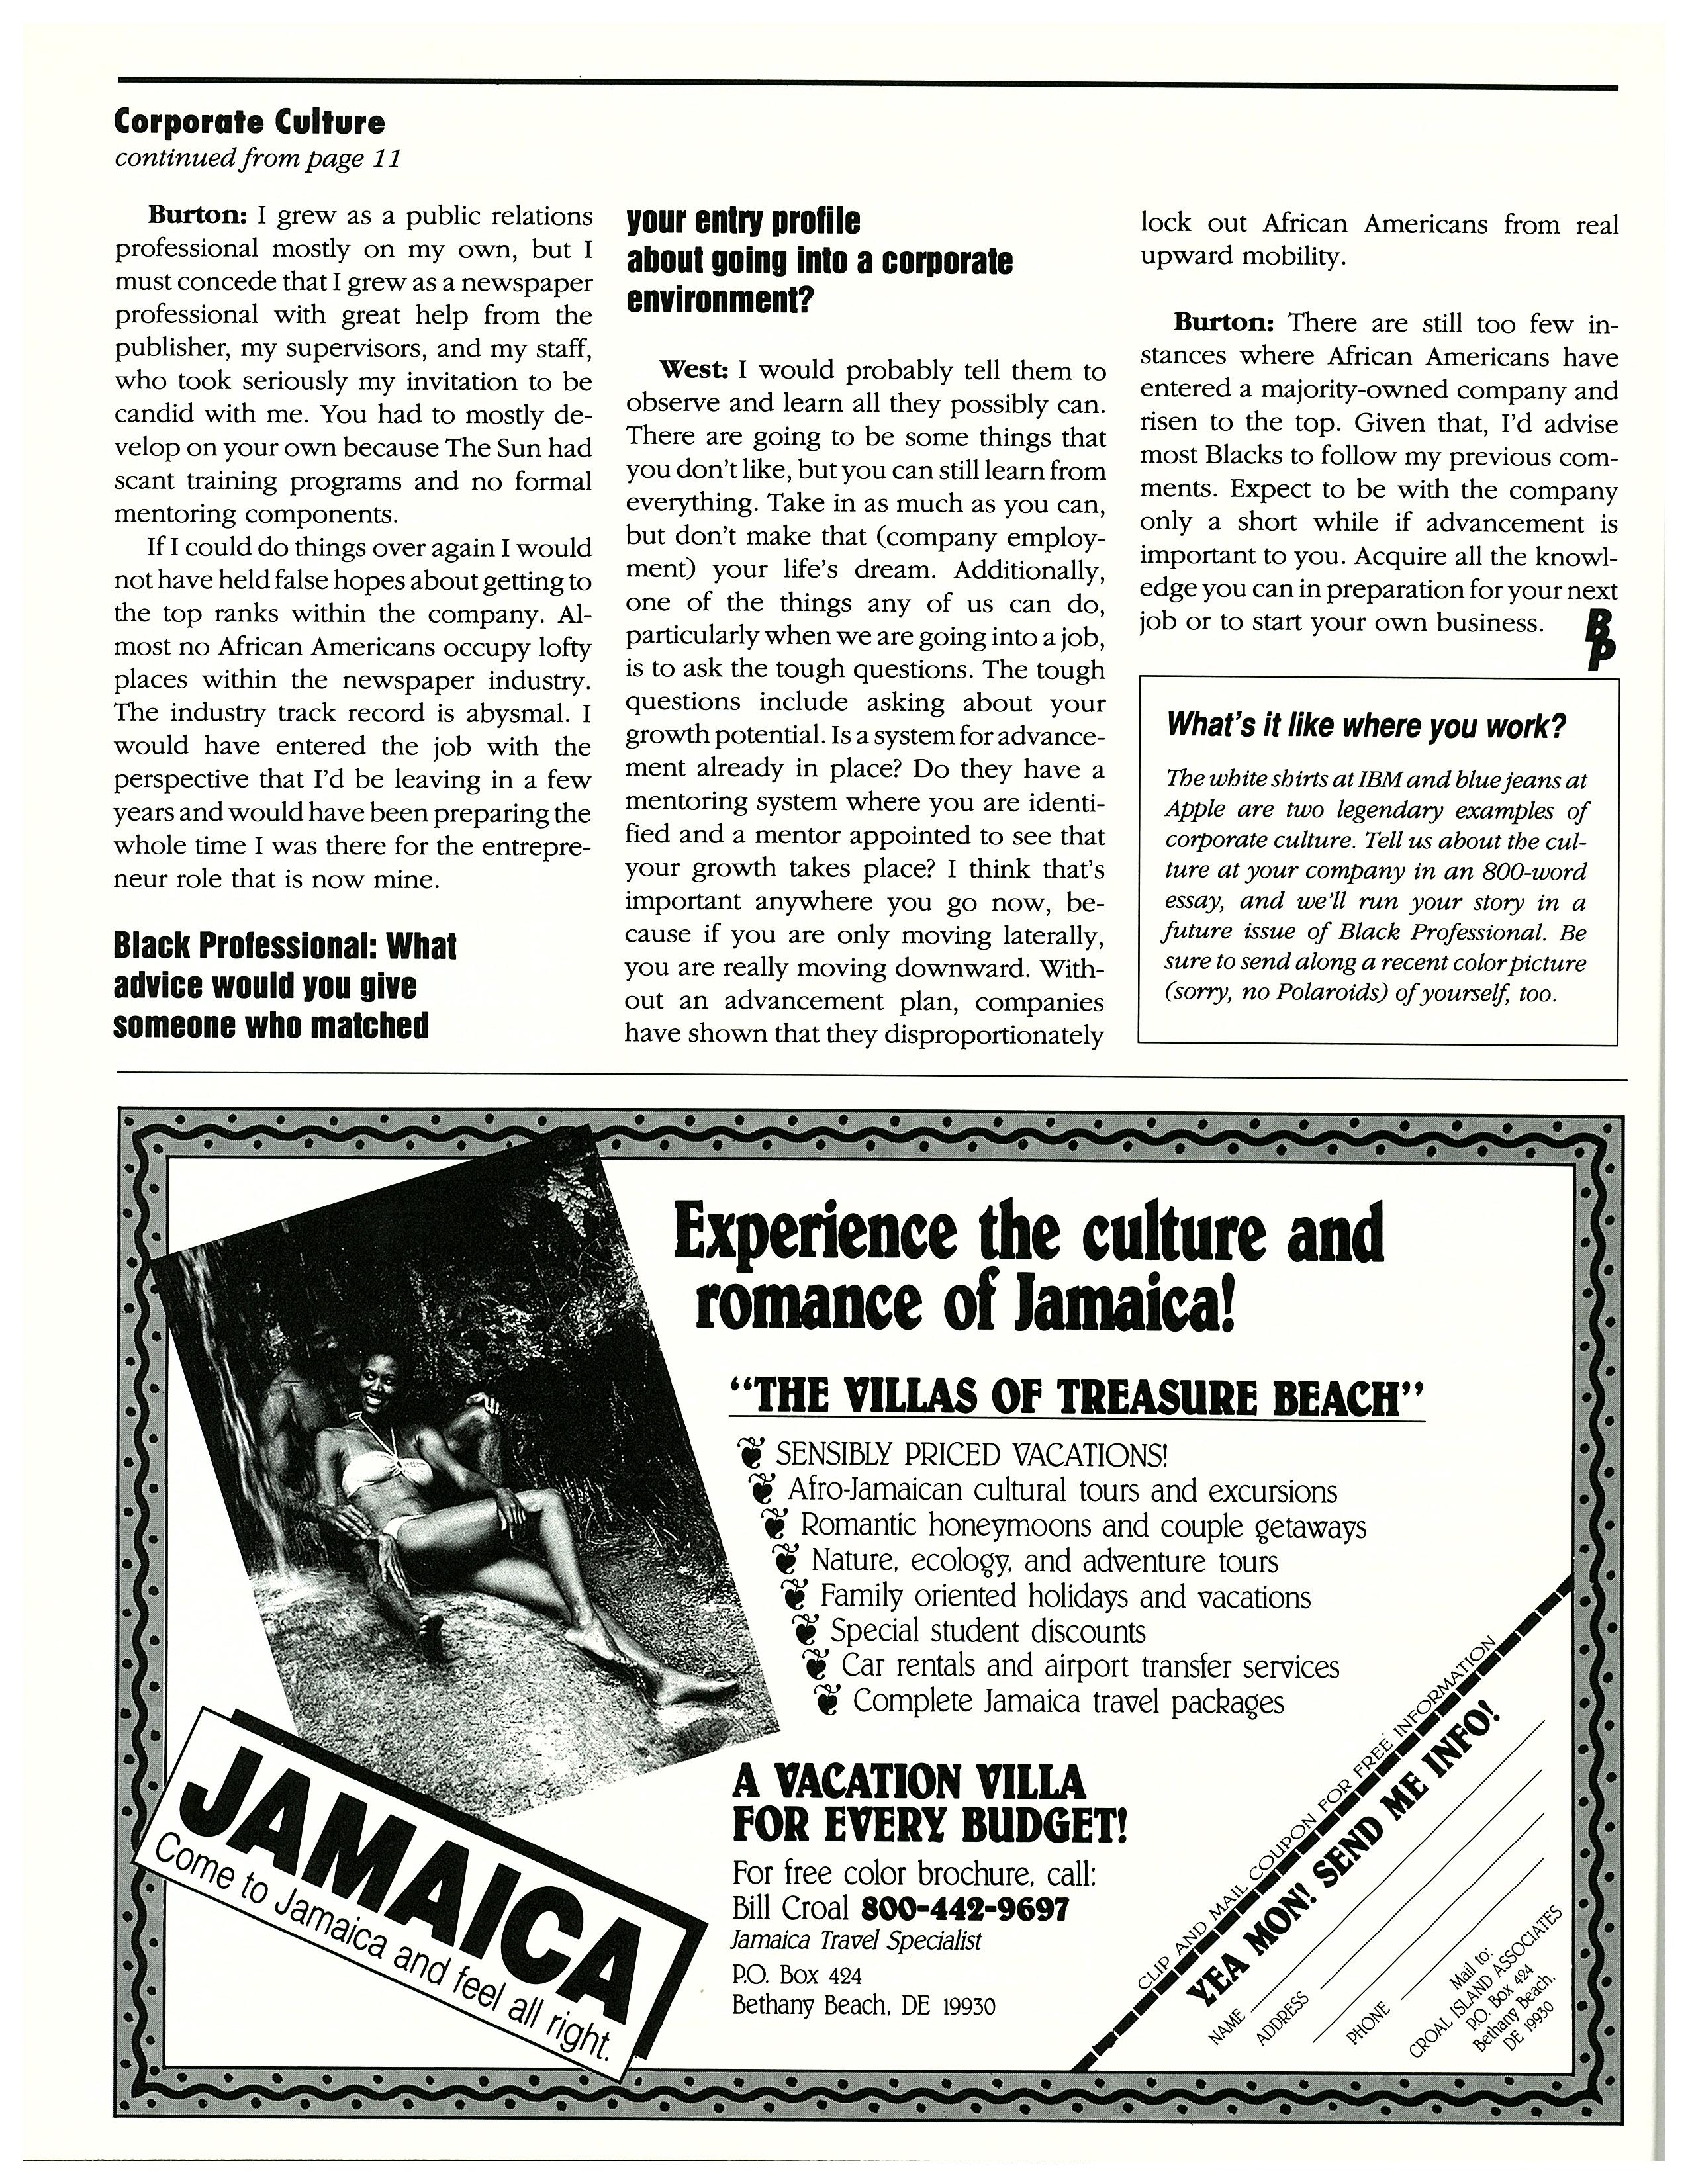 Corporate Culture
continued from page 11
Burton: I grew as a public relations
professional mostly on my own, but I
must concede that I grew as a newspaper
professional with great help from the
publisher, my supervisors, and my staff,
who took seriously my invitation to be
candid with me. You had to mostly de-
velop on your own because The Sun had
scant training programs and no formal
mentoring components.
If I could do things over again I would
not have held false hopes about getting to
the top ranks within the company. Al-
most no African Americans occupy lofty
places within the newspaper industry.
The industry track record is abysmal. I
would have entered the job with the
perspective that I'd be leaving in a few
years and would have been preparing the
whole time I was there for the entrepre-
neur role that is now mine.
Black Professional: What
advice would you give
someone who matched
your entry profile
about going into a corporate
environment?
West: I would probably tell them to
observe and learn all they possibly can.
There are going to be some things that
you don't like, but you can still learn from
everything. Take in as much as you can,
but don't make that (company employ-
ment) your life's dream. Additionally,
one of the things any of us can do,
particularly when we are going into a job,
is to ask the tough questions. The tough
questions include asking about your
growth potential. Is a system for advance-
ment already in place? Do they have a
mentoring system where you are identi-
fied and a mentor appointed to see that
your growth takes place? I think that's
important anywhere you go now, be-
cause if you are only moving laterally,
you are really moving downward. With-
out an advancement plan, companies
have shown that they disproportionately
lock out African Americans from real
upward mobility.
Burton: There are still too few in-
stances where African Americans have
entered a majority-owned company and
risen to the top. Given that, I'd advise
most Blacks to follow my previous com-
ments. Expect to be with the company
only a short while if advancement is
important to you. Acquire all the knowl-
edge you can in preparation for your next
job or to start your own business.
BP
What's it like where you work?
The white shirts at IBM and blue jeans at
Apple are two legendary examples of
corporate culture. Tell us about the cul-
ture at your company in an 800-word
essay, and we'll run your story in a
future issue of Black Professional. Be
sure to send along a recent color picture
(sorry, no Polaroids) of yourself, too.
Experience the culture and
romance of Jamaica!
"THE VILLAS OF TREASURE BEACH"
SENSIBLY PRICED VACATIONS!
Afro-Jamaican cultural tours and excursions
Romantic honeymoons and couple getaways
Nature, ecology, and adventure tours
Family oriented holidays and vacations
Special student discounts
Car rentals and airport transfer services
Complete Jamaica travel packages
JAMAICA
Come to Jamaica and feel all right.
A VACATION VILLA
FOR EVERY BUDGET!
For free color brochure, call:
Bill Croal 800-442-9697
Jamaica Travel Specialist
P.O. Box 424
Bethany Beach, DE 19930
CLIP AND MAIL COUPON FOR FREE INFORMATION
YEA MON! SEND ME INFO!
NAME
ADDRESS
PHONE
Mail to:
CROAL ISLAND ASSOCIATES
P.O. Box 424
Bethany Beach,
DE 19930